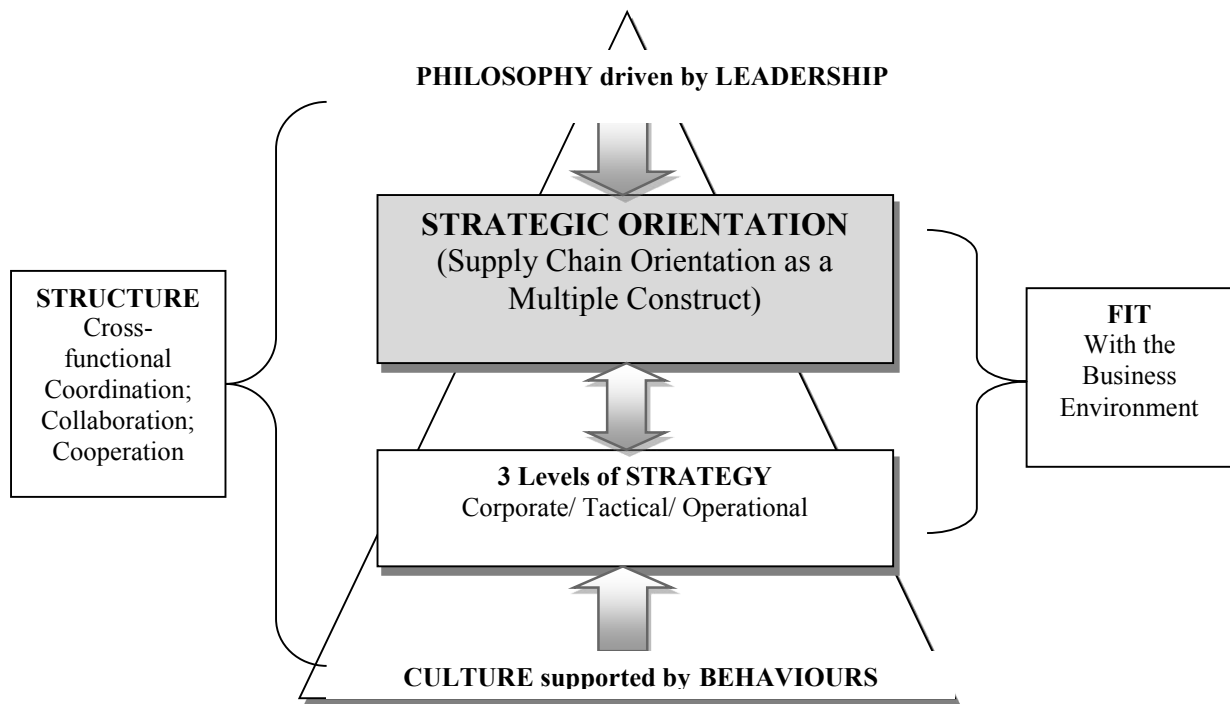 PHILOSOPHY driven by LEADERSHIP
STRATEGIC ORIENTATION
(Supply Chain Orientation as a
Multiple Construct)
STRUCTURE
Cross-
functional
Coordination;
Collaboration;
Cooperation
FIT
With the
Business
Environment
3 Levels of STRATEGY
Corporate/ Tactical/ Operational
CULTURE supported by BEHAVIOURS